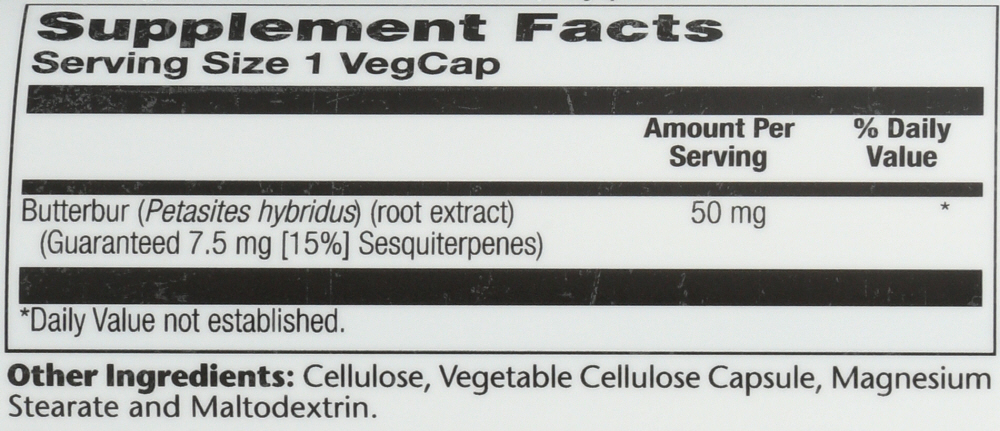 Supplement Facts
Serving Size 1 VegCap
Amount Per % Daily
Serving Value
Butterbur (Petasites hybridus) (root extract) 50 mg *
(Guaranteed 7.5 mg [15%] Sesquiterpenes)
*Daily Value not established.
Other Ingredients: Cellulose, Vegetable Cellulose Capsule, Magnesium
Stearate and Maltodextrin.